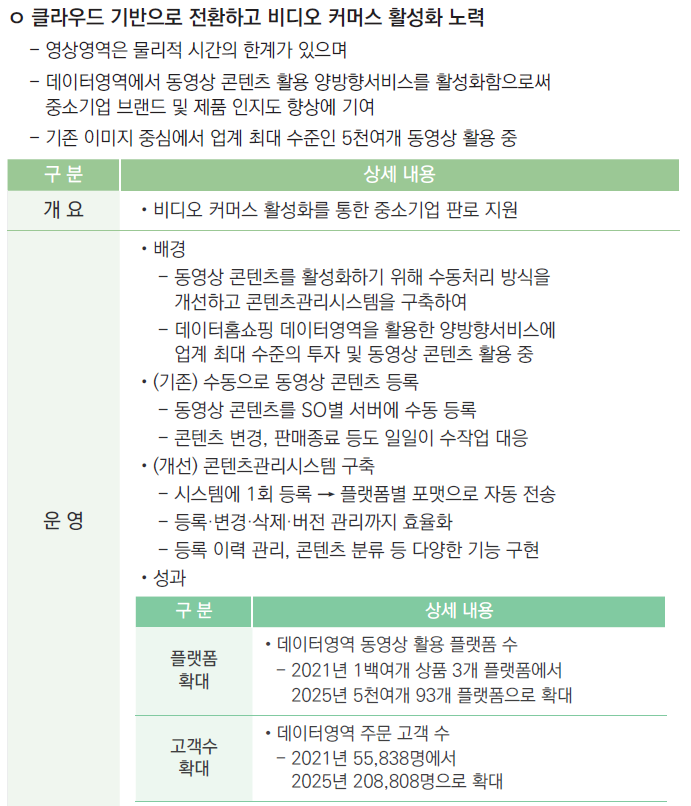 ㅇ 클라우드 기반으로 전환하고 비디오 커머스 활성화 노력
– 영상영역은 물리적 시간의 한계가 있으며
– 데이터영역에서 동영상 콘텐츠 활용 양방향서비스를 활성화함으로써
중소기업 브랜드 및 제품 인지도 향상에 기여
– 기존 이미지 중심에서 업계 최대 수준인 5천여개 동영상 활용 중
구 분 상세 내용
개 요 • 비디오 커머스 활성화를 통한 중소기업 판로 지원
운 영
• 배경
– 동영상 콘텐츠를 활성화하기 위해 수동처리 방식을
개선하고 콘텐츠관리시스템을 구축하여
– 데이터홈쇼핑 데이터영역을 활용한 양방향서비스에
업계 최대 수준의 투자 및 동영상 콘텐츠 활용 중
• (기존) 수동으로 동영상 콘텐츠 등록
– 동영상 콘텐츠를 SO별 서버에 수동 등록
– 콘텐츠 변경, 판매종료 등도 일일이 수작업 대응
• (개선) 콘텐츠관리시스템 구축
– 시스템에 1회 등록 → 플랫폼별 포맷으로 자동 전송
– 등록·변경·삭제·버전 관리까지 효율화
– 등록 이력 관리, 콘텐츠 분류 등 다양한 기능 구현
• 성과
구 분 상세 내용
플랫폼
확대
• 데이터영역 동영상 활용 플랫폼 수
– 2021년 1백여개 상품 3개 플랫폼에서
2025년 5천여개 93개 플랫폼으로 확대
고객수
확대
• 데이터영역 주문 고객 수
– 2021년 55,838명에서
2025년 208,808명으로 확대